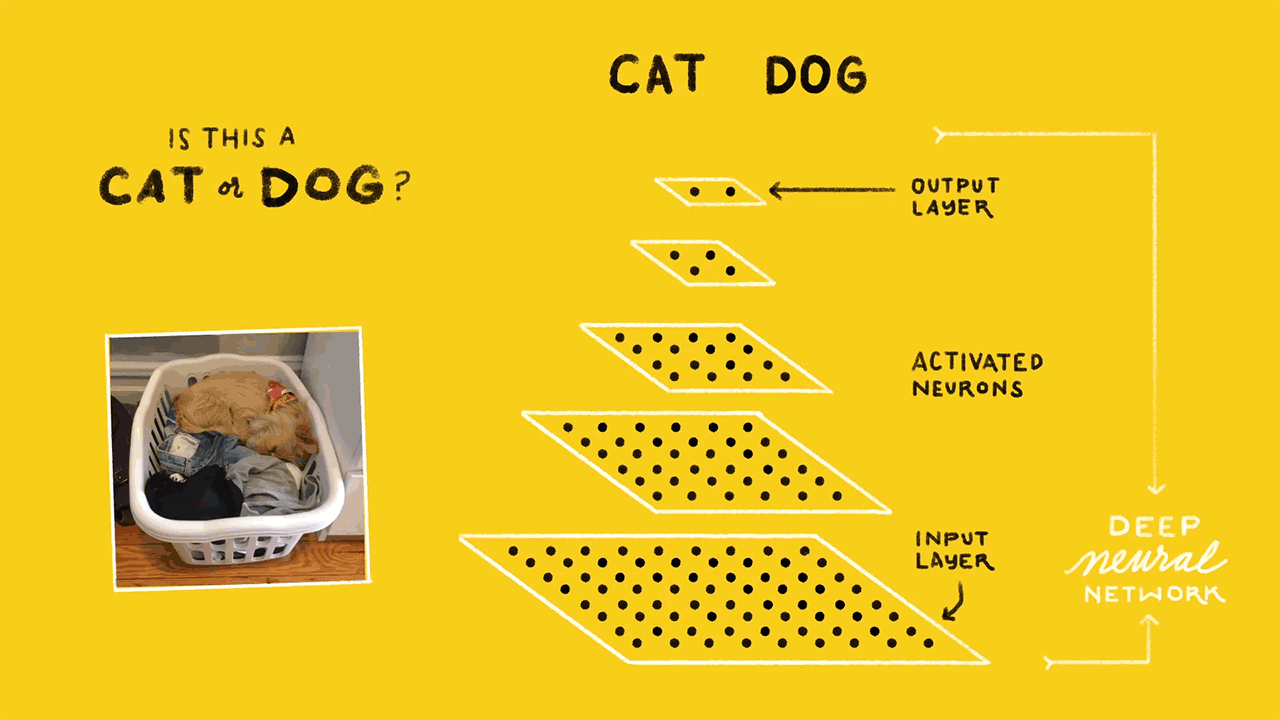 CAT DOG
IS THIS A
CAT or DOG?
OUTPUT
LAYER
ACTIVATED
NEURONS
INPUT
LAYER
DEEP
neural
NETWORK